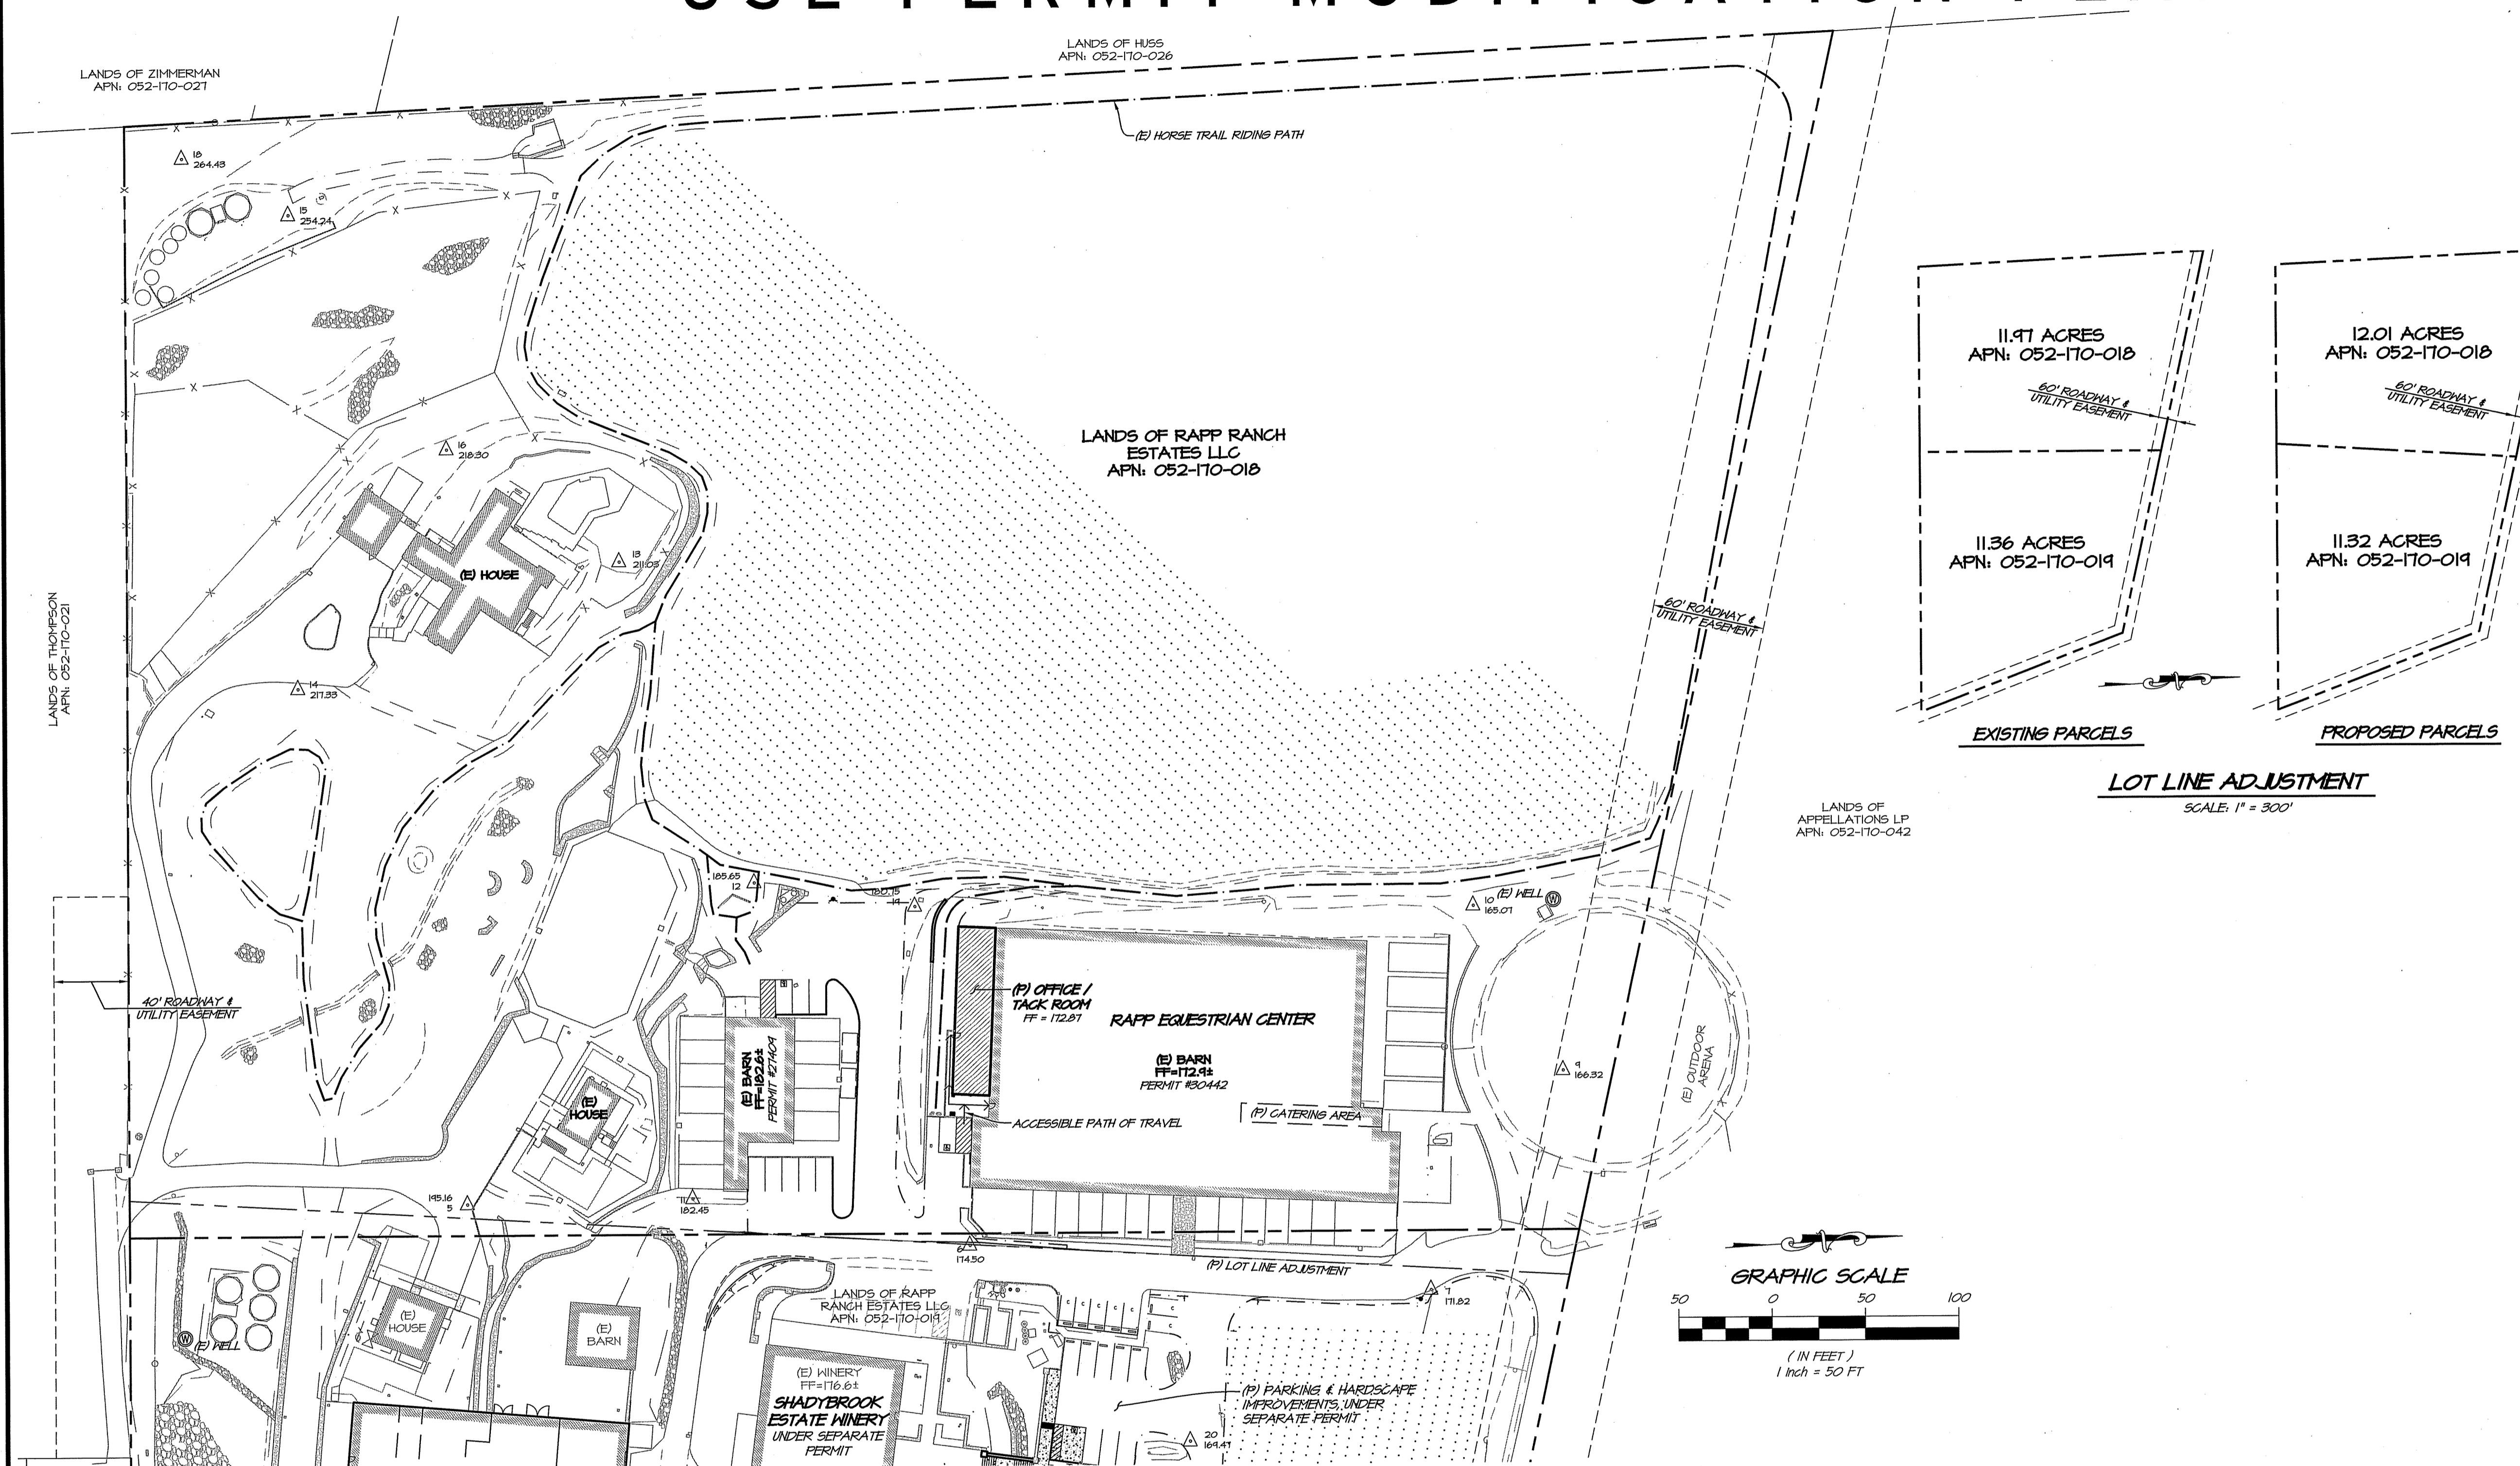 USE PERMIT MODIFICATION
LANDS OF ZIMMERMAN
APN: 052-170-027
LANDS OF HUSS
APN: 052-170-026
(E) HORSE TRAIL RIDING PATH
18
264.43
15
254.24
16
218.30
(E) HOUSE
13
211.03
14
217.33
LANDS OF THOMPSON
APN: 052-170-021
LANDS OF RAPP RANCH
ESTATES LLC
APN: 052-170-018
60' ROADWAY &
UTILITY EASEMENT
11.97 ACRES
APN: 052-170-018
60' ROADWAY &
UTILITY EASEMENT
11.36 ACRES
APN: 052-170-019
EXISTING PARCELS
12.01 ACRES
APN: 052-170-018
60' ROADWAY &
UTILITY EASEMENT
11.32 ACRES
APN: 052-170-019
PROPOSED PARCELS
LOT LINE ADJUSTMENT
SCALE: 1" = 300'
LANDS OF
APPELLATIONS LP
APN: 052-170-042
185.65
12
19
10
165.07
(E) WELL
W
40' ROADWAY &
UTILITY EASEMENT
(P) OFFICE /
TACK ROOM
FF = 172.87
RAPP EQUESTRIAN CENTER
(E) BARN
FF=172.9±
PERMIT #30442
(E) BARN
FF=182.6±
PERMIT #27409
(E)
HOUSE
ACCESSIBLE PATH OF TRAVEL
(P) CATERING AREA
9
166.32
(E) OUTDOOR
ARENA
195.16
5
11
182.45
6
174.50
(P) LOT LINE ADJUSTMENT
7
171.82
GRAPHIC SCALE
50 0 50 100
( IN FEET )
1 Inch = 50 FT
W
(E) WELL
(E)
HOUSE
(E)
BARN
LANDS OF RAPP
RANCH ESTATES LLC
APN: 052-170-019
(E) WINERY
FF=176.6±
SHADYBROOK
ESTATE WINERY
UNDER SEPARATE
PERMIT
C C C C C
C
C
(P) PARKING & HARDSCAPE
IMPROVEMENTS, UNDER
SEPARATE PERMIT
20
169.47